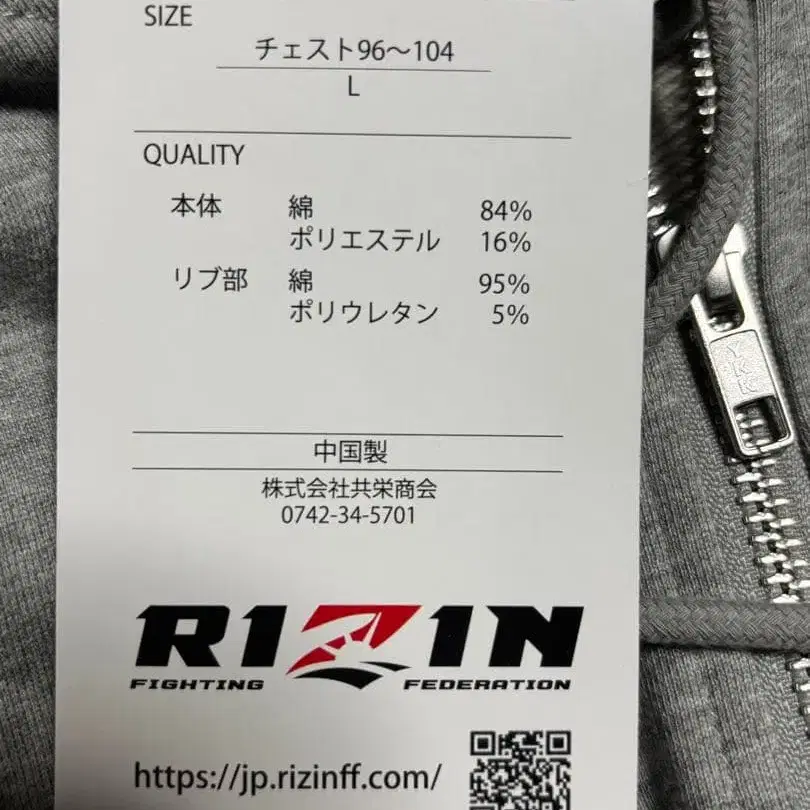 SIZE
チェスト96～104
L
QUALITY
本体 綿 84%
ポリエステル 16%
リブ部 綿 95%
ポリウレタン 5%
中国製
株式会社共栄商会
0742-34-5701
RIZIN
FIGHTING FEDERATION
https://jp.rizinff.com/
YKK